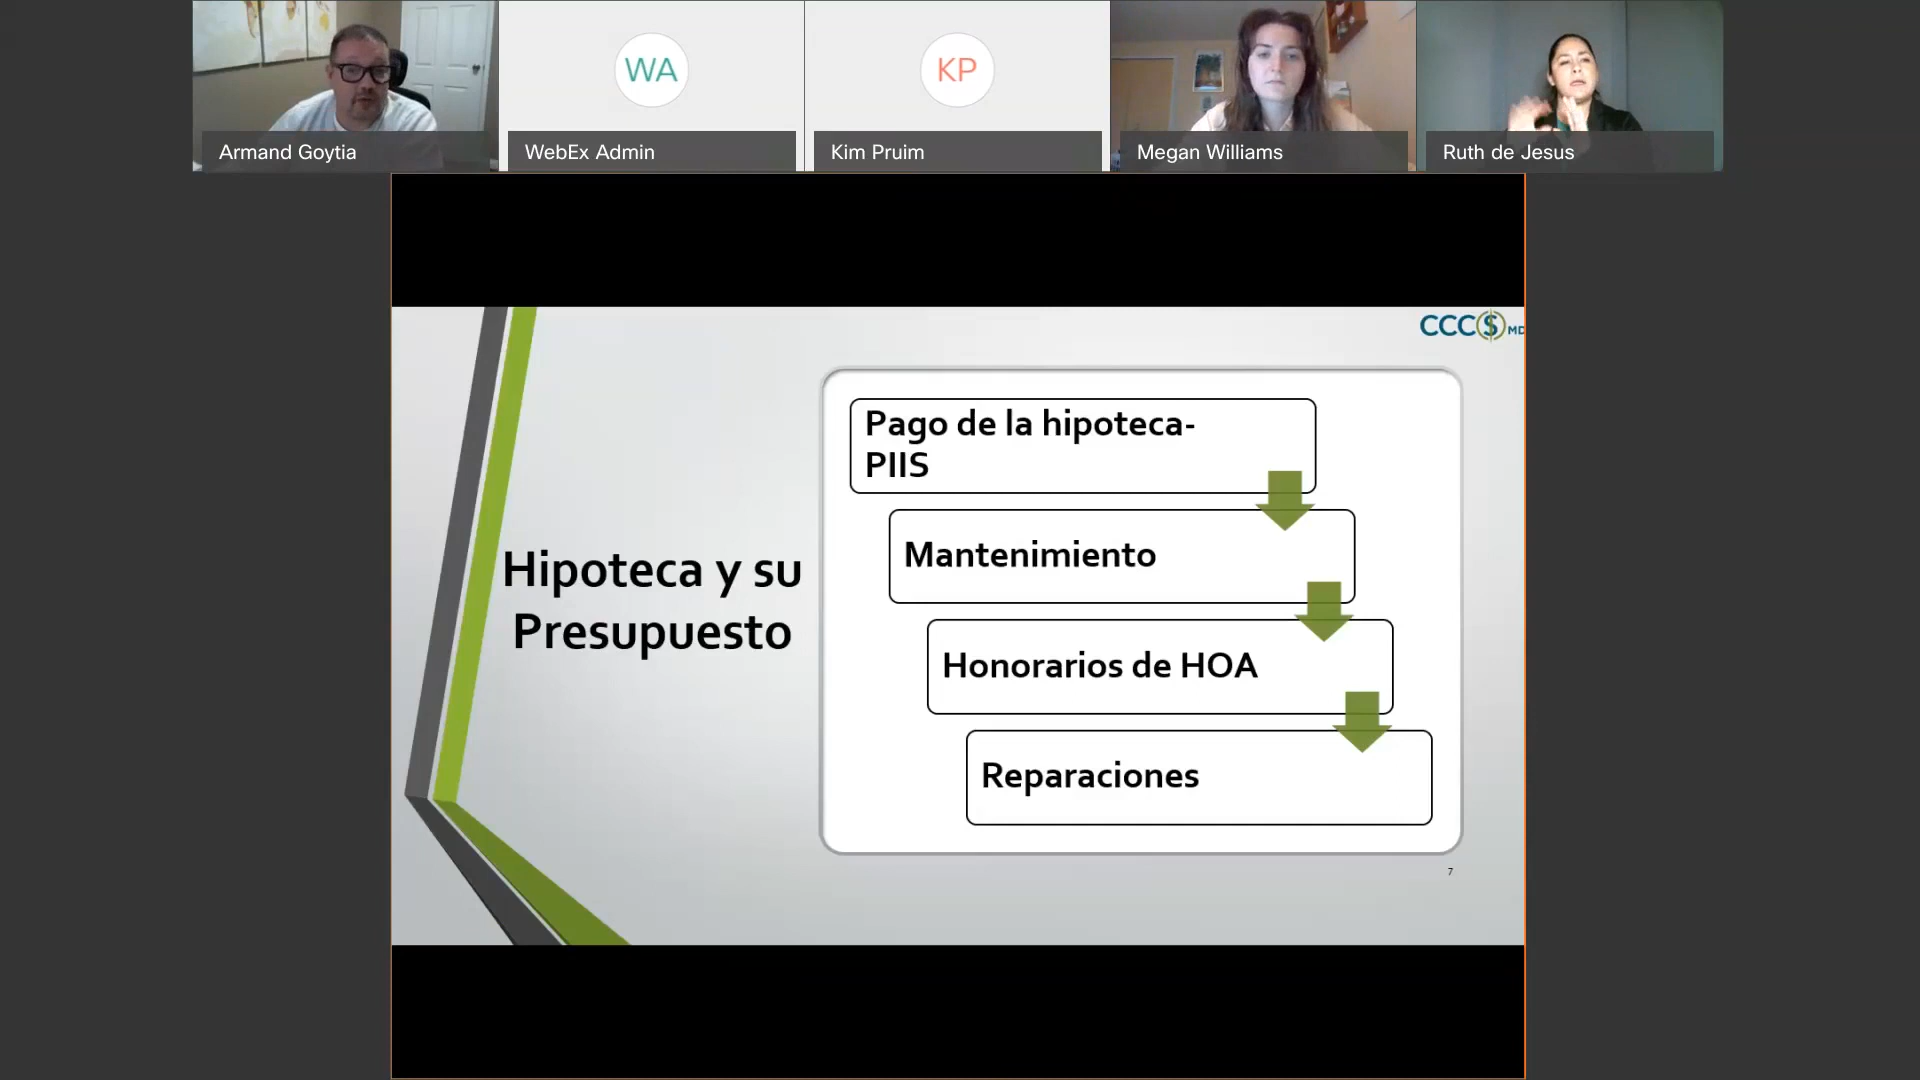 WA
KP
Armand Goytia
WebEx Admin
Kim Pruim
Megan Williams
Ruth de Jesus
CCCS MD
Hipoteca y su
Presupuesto
Pago de la hipoteca-
PIIS
Mantenimiento
Honorarios de HOA
Reparaciones
7